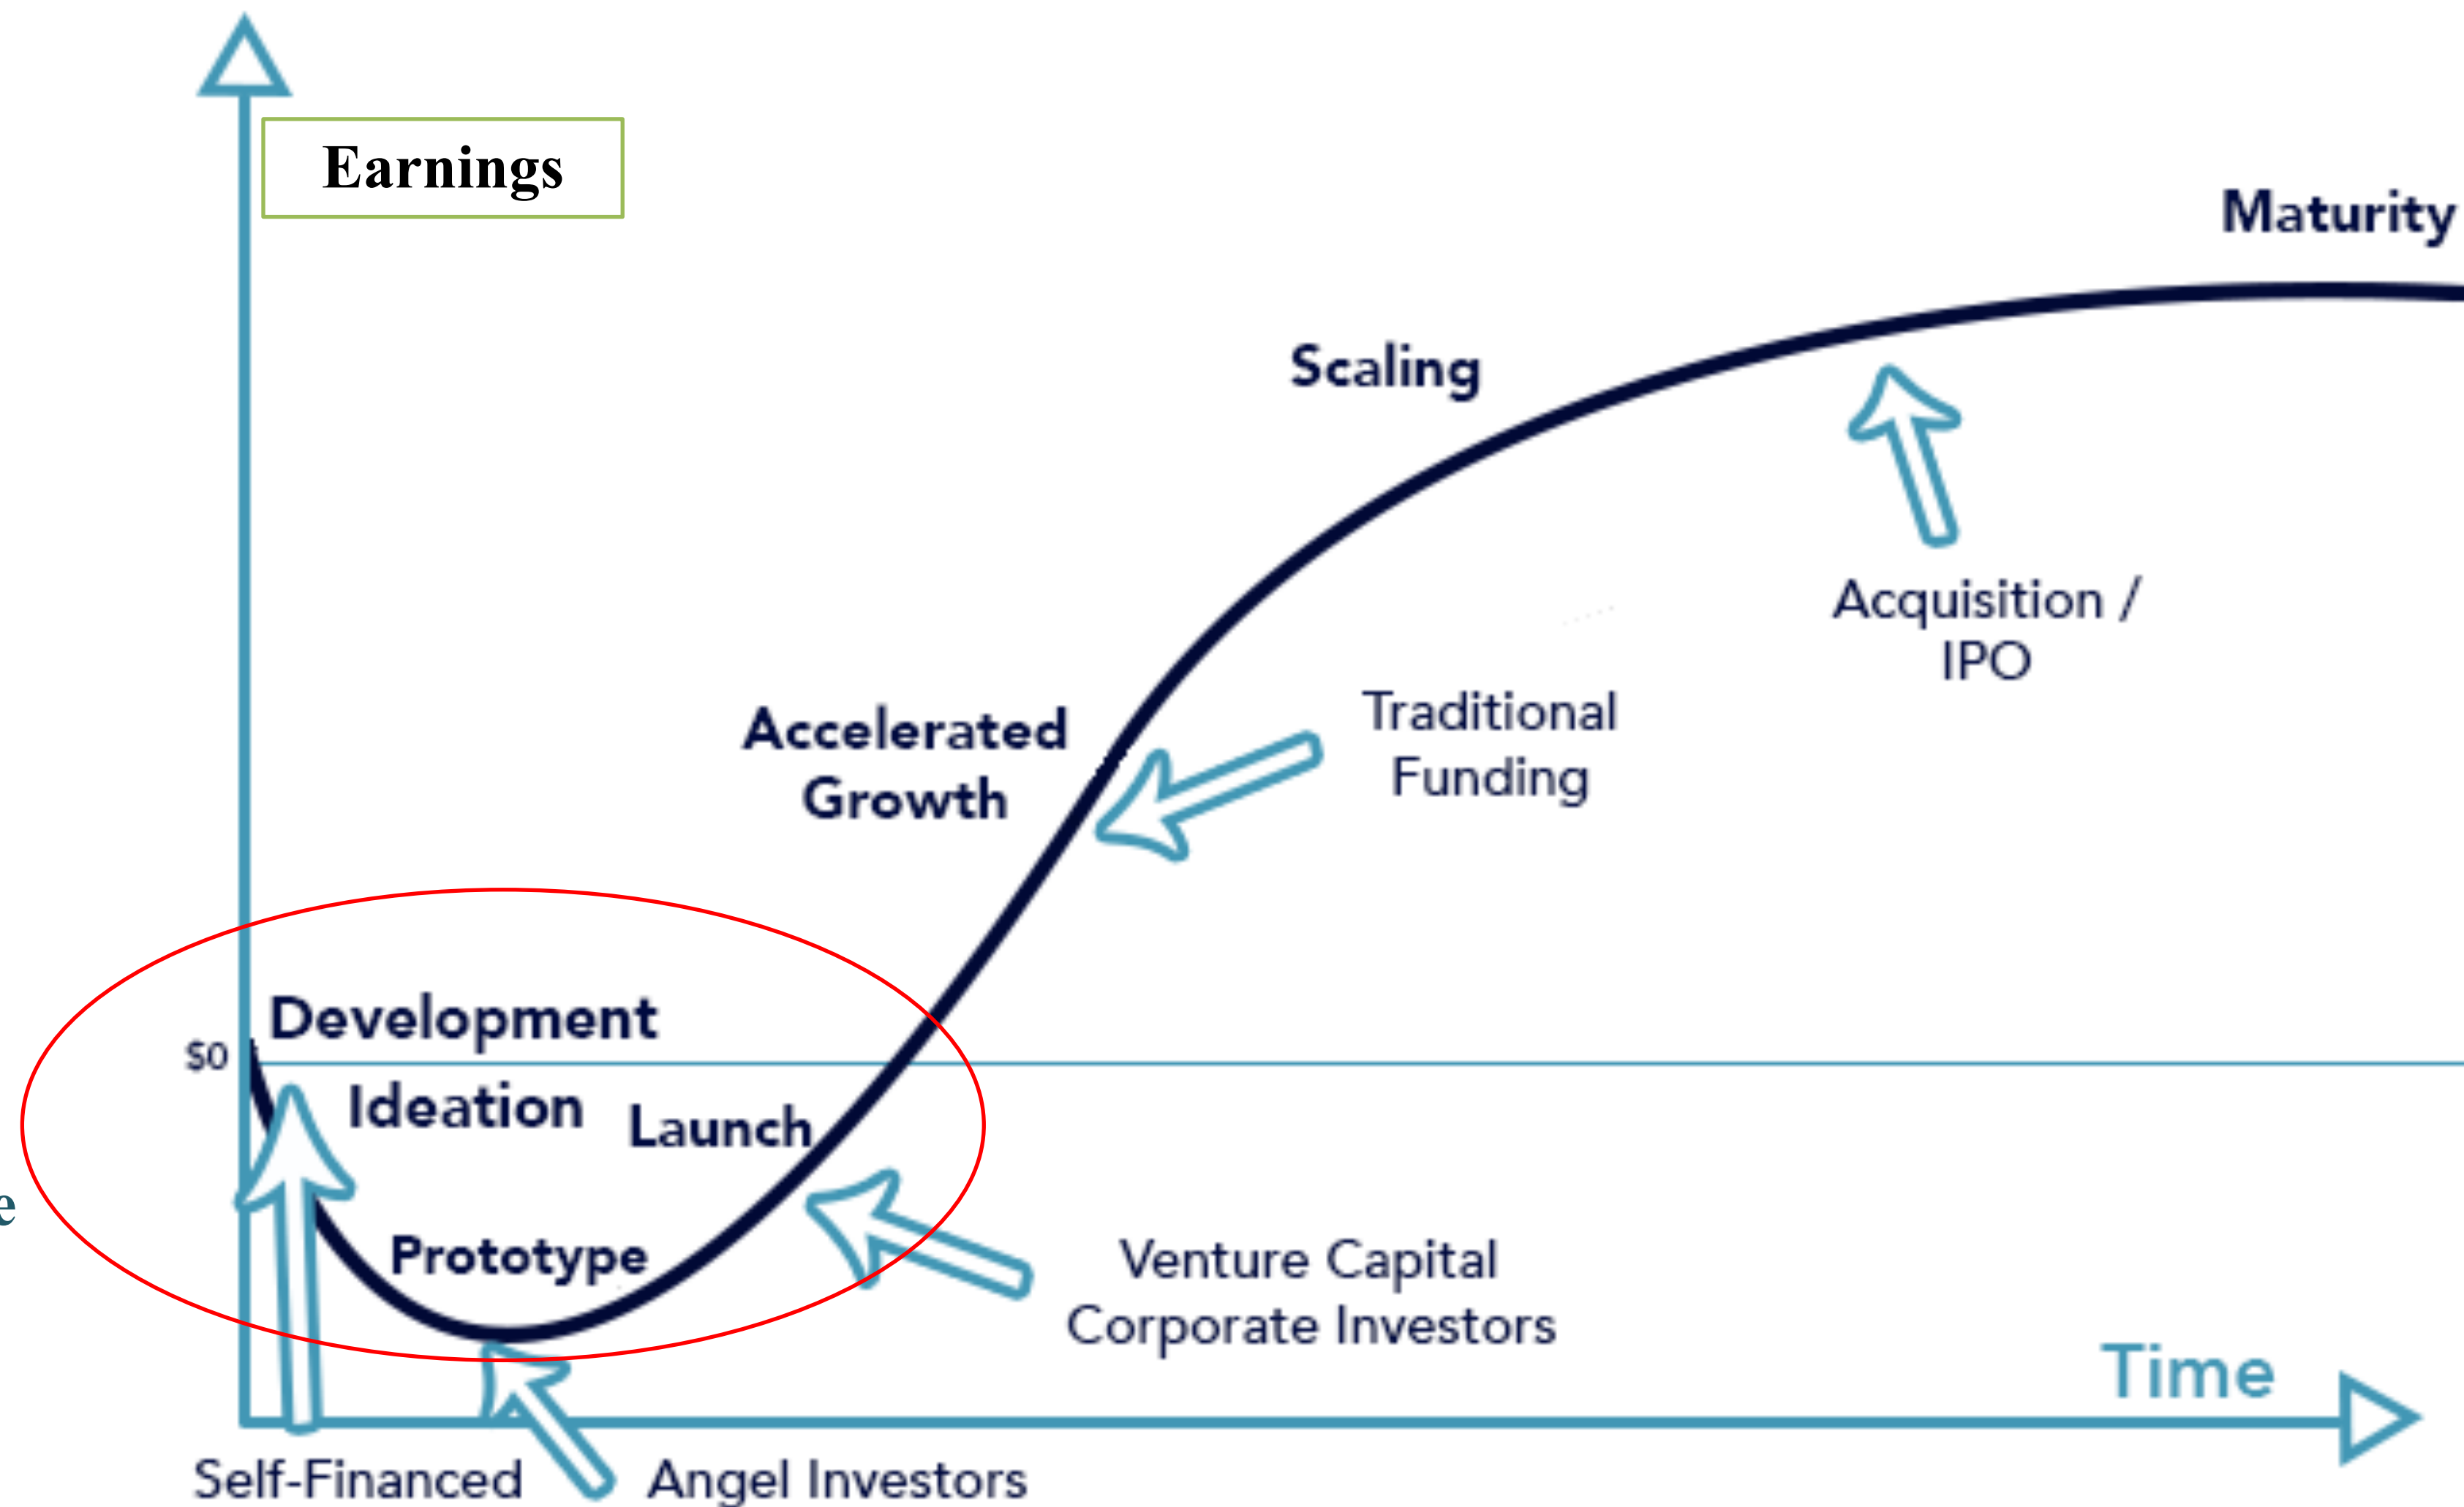 Earnings
Maturity
Scaling
Acquisition /
IPO
Traditional
Funding
Accelerated
Growth
Development
$0
Ideation
Launch
e
Prototype
Venture Capital
Corporate Investors
Time
Self-Financed
Angel Investors